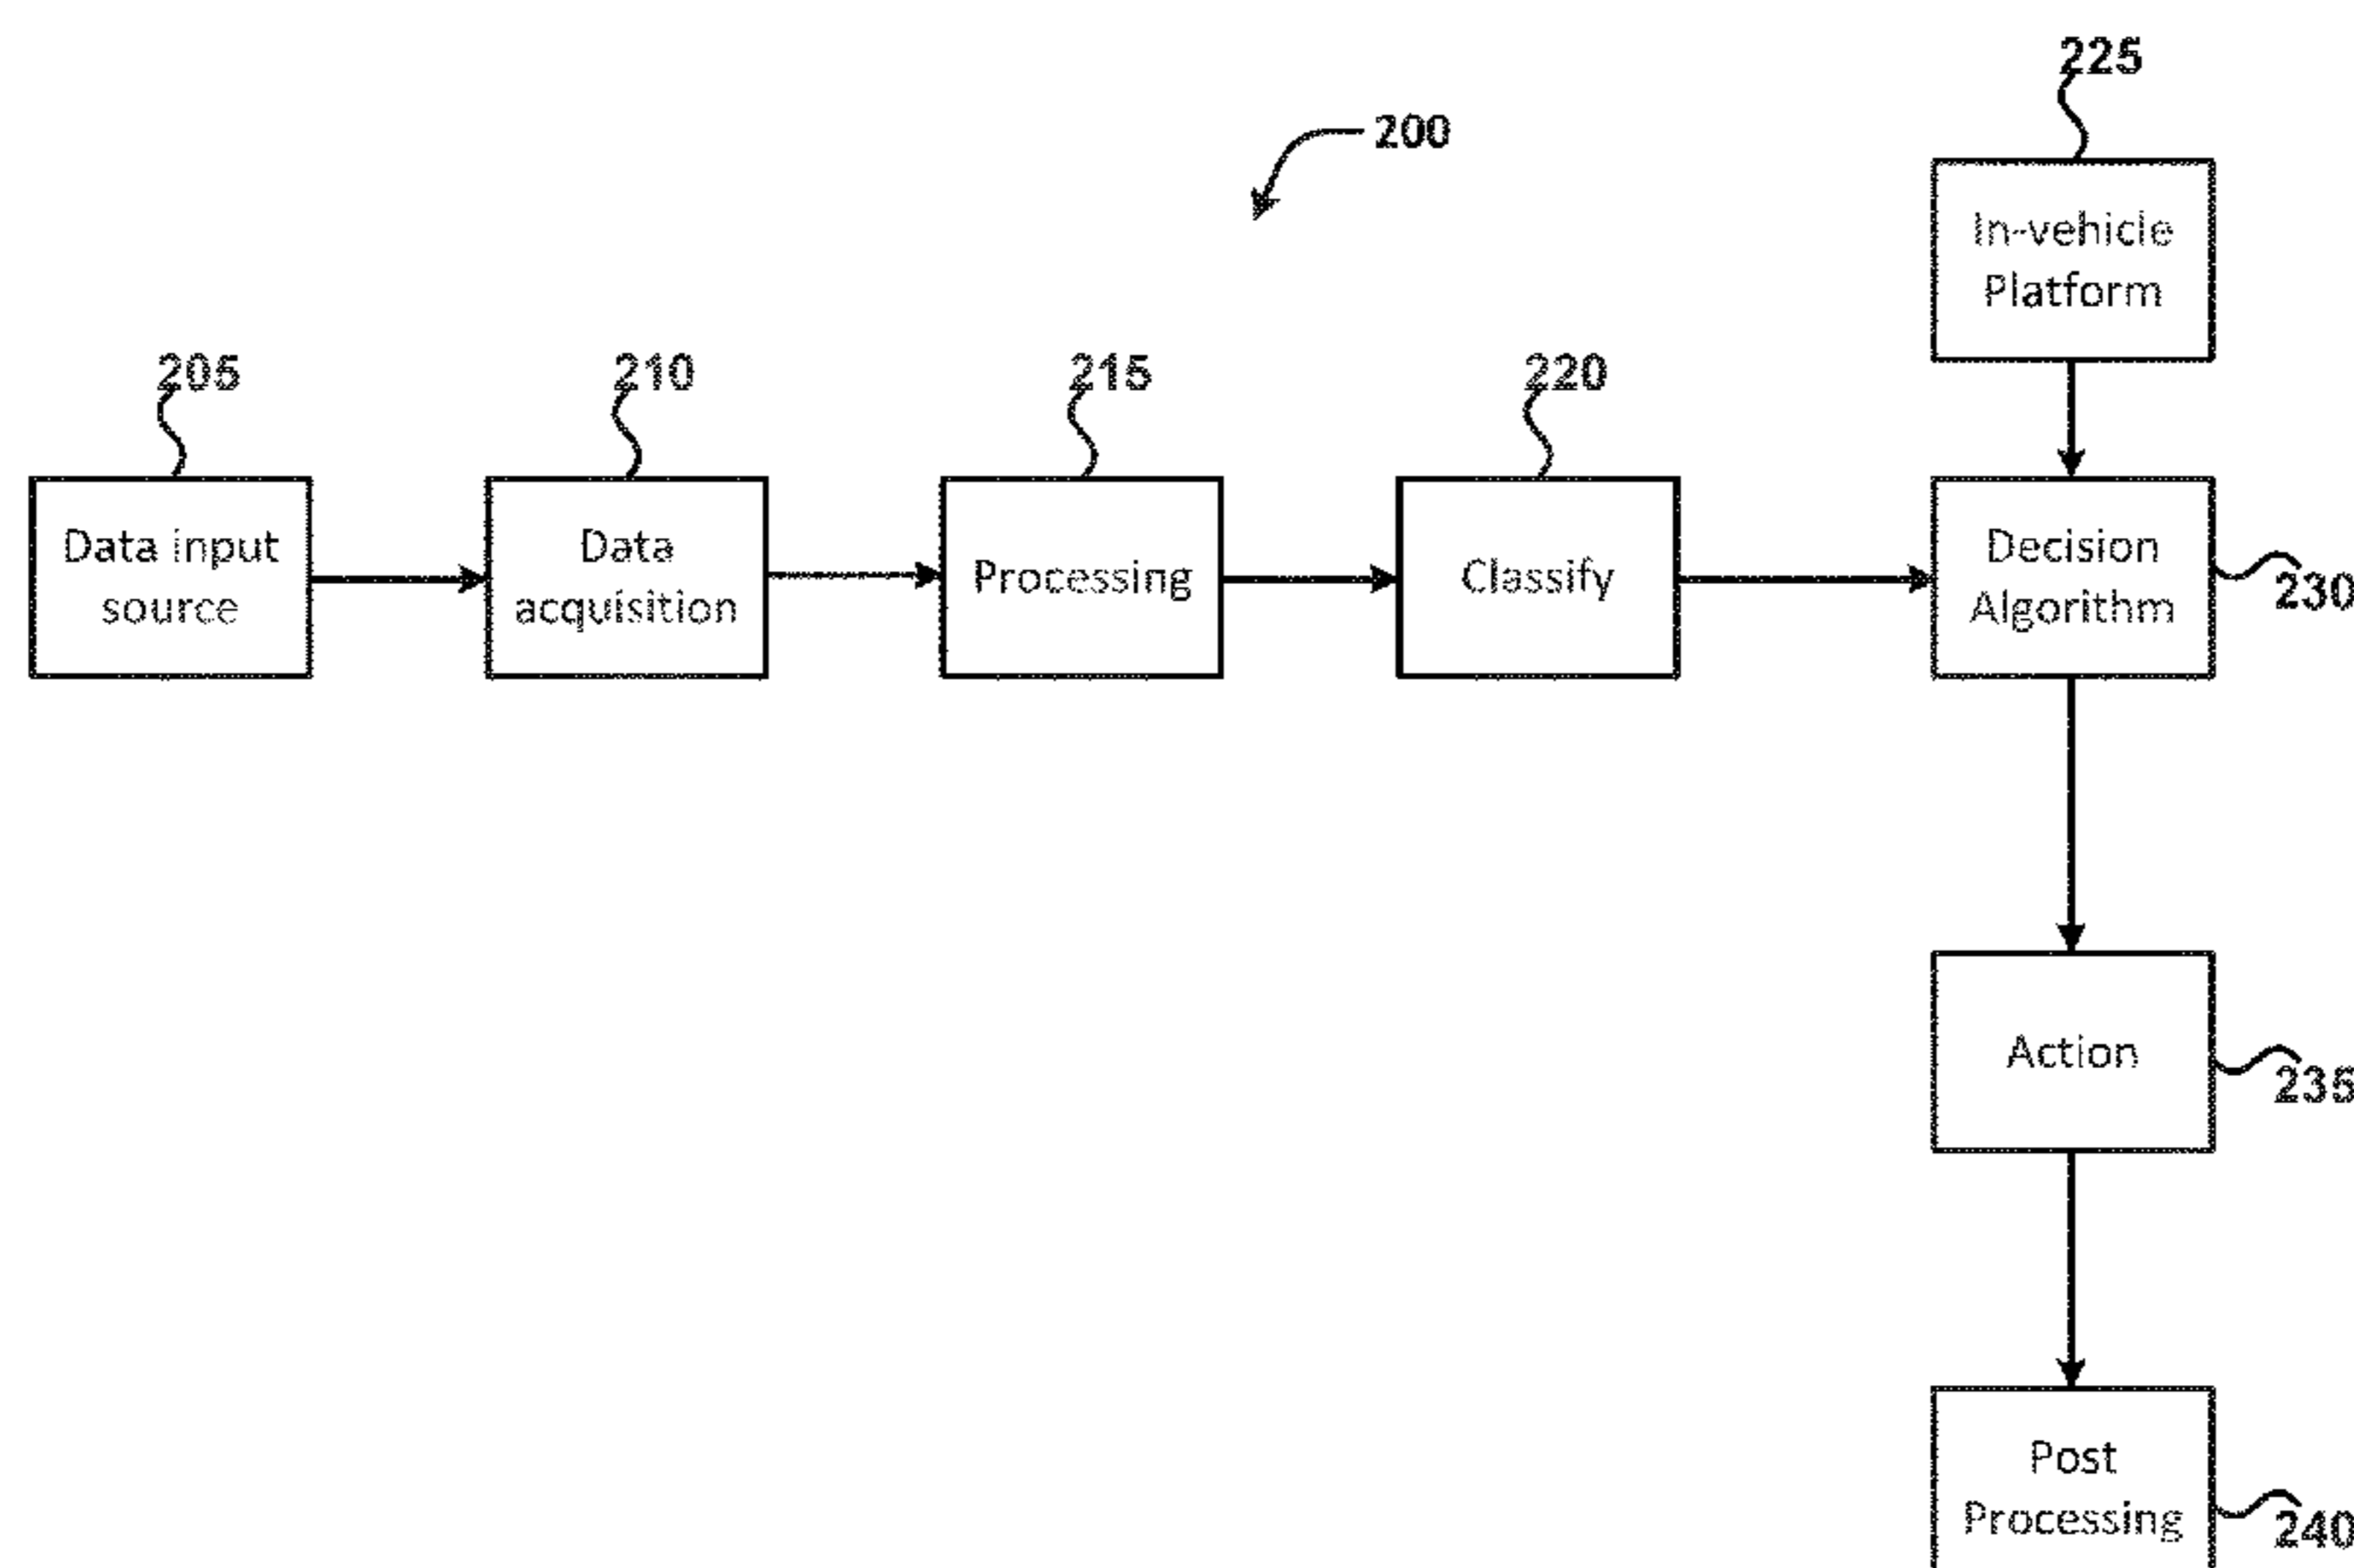 225
200
In-vehicle
Platform
205
210
215
220
Data input
source
Data
acquisition
Processing
Classify
Decision
Algorithm
230
Action
235
Post
Processing
240